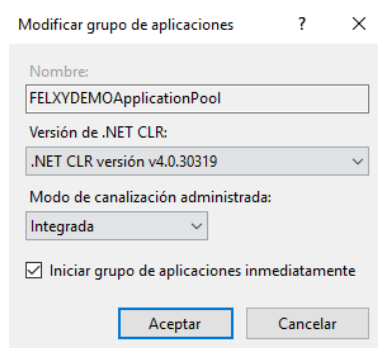 Modificar grupo de aplicaciones ?
Nombre:
FELXYDEMOApplicationPool
Versión de .NET CLR:
.NET CLR versión v4.0.30319
Modo de canalización administrada:
Integrada
Iniciar grupo de aplicaciones inmediatamente
Aceptar Cancelar